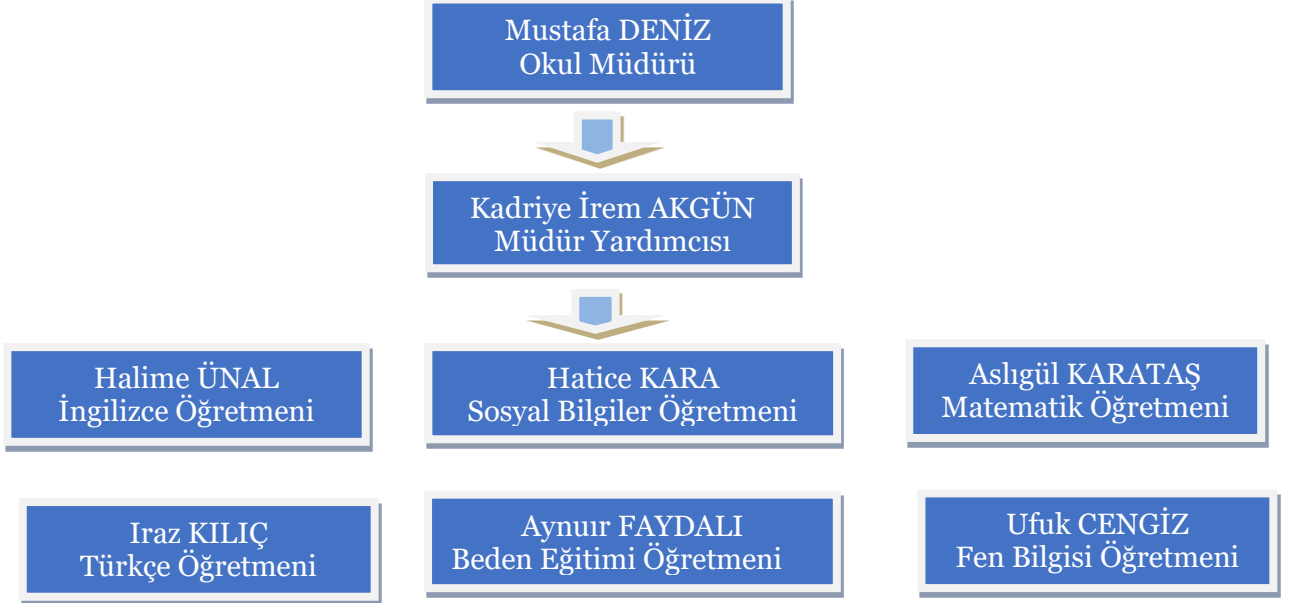 Mustafa DENİZ
Okul Müdürü
Kadriye İrem AKGÜN
Müdür Yardımcısı
Halime ÜNAL
İngilizce Öğretmeni
Hatice KARA
Sosyal Bilgiler Öğretmeni
Aslıgül KARATAŞ
Matematik Öğretmeni
Iraz KILIÇ
Türkçe Öğretmeni
Aynuır FAYDALI
Beden Eğitimi Öğretmeni
Ufuk CENGİZ
Fen Bilgisi Öğretmeni